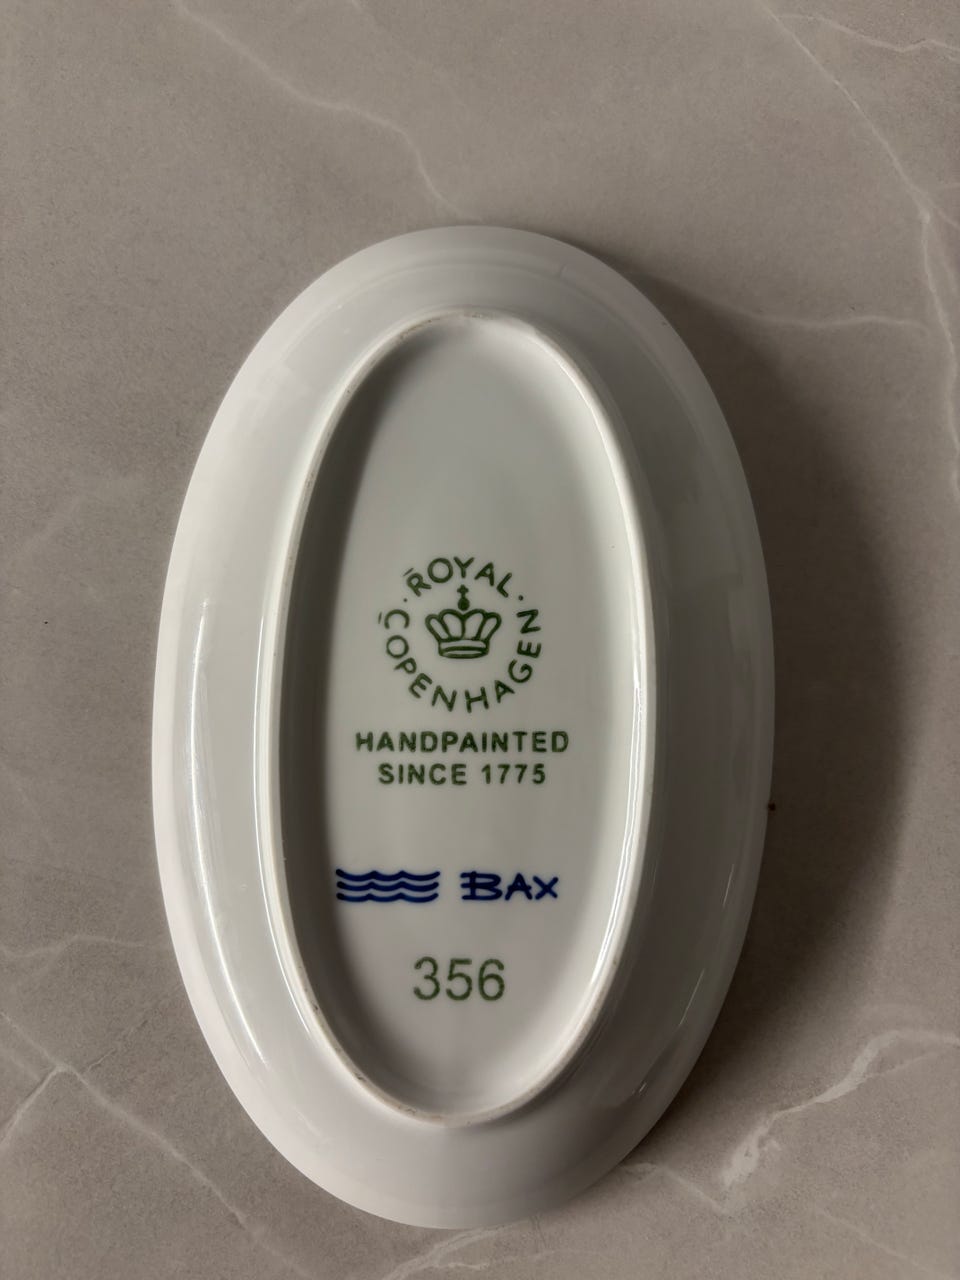 ROYAL
COPENHAGEN
HANDPAINTED
SINCE 1775
BAX
356